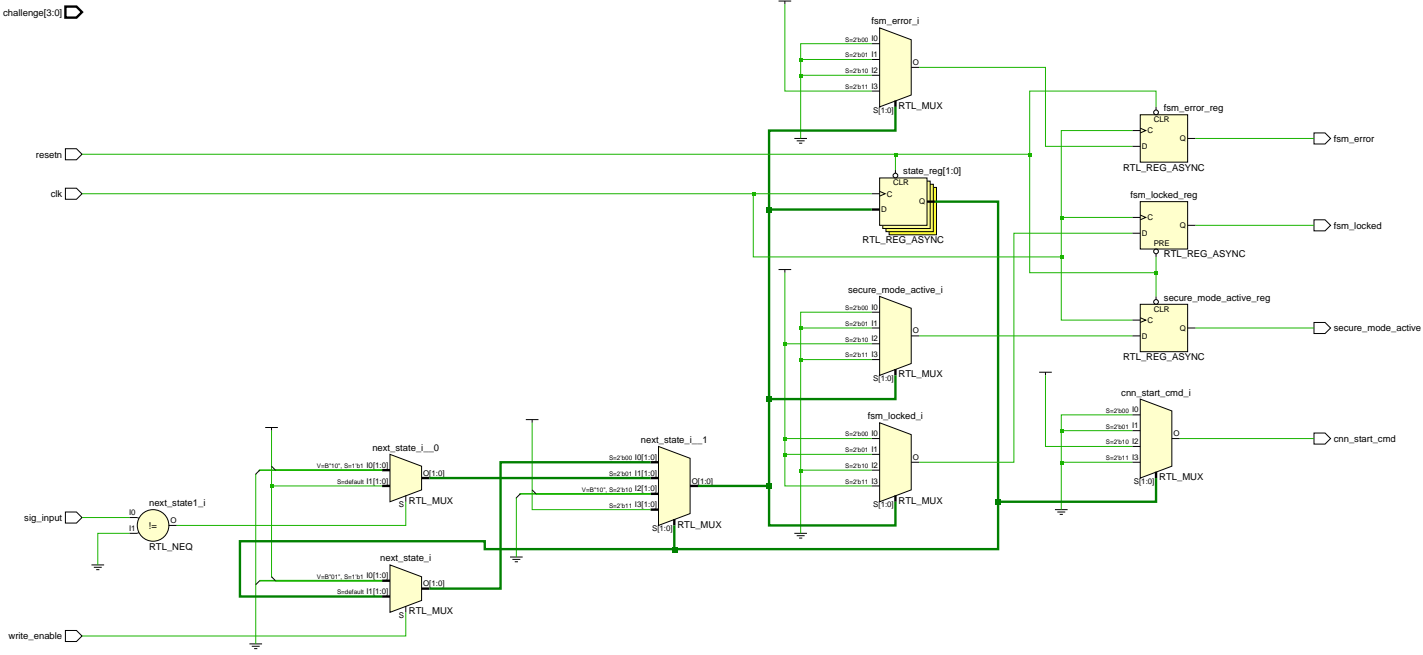 challenge[3:0]
fsm_error_i
S=2'b00 I0
S=2'b01 I1
S=2'b10 I2
S=2'b11 I3
O
S[1:0]
RTL_MUX
fsm_error_reg
CLR
C
D
Q
RTL_REG_ASYNC
fsm_error
resetn
clk
state_reg[1:0]
CLR
C
D
Q
RTL_REG_ASYNC
fsm_locked_reg
C
D
Q
PRE
RTL_REG_ASYNC
fsm_locked
secure_mode_active_i
S=2'b00 I0
S=2'b01 I1
S=2'b10 I2
S=2'b11 I3
O
S[1:0]
RTL_MUX
secure_mode_active_reg
CLR
C
D
Q
RTL_REG_ASYNC
secure_mode_active
cnn_start_cmd_i
S=2'b00 I0
S=2'b01 I1
S=2'b10 I2
S=2'b11 I3
O
S[1:0]
RTL_MUX
cnn_start_cmd
fsm_locked_i
S=2'b00 I0
S=2'b01 I1
S=2'b10 I2
S=2'b11 I3
O
S[1:0]
RTL_MUX
next_state_i__1
S=2'b00 I0[1:0]
S=2'b01 I1[1:0]
V=B"10", S=2'b10 I2[1:0]
S=2'b11 I3[1:0]
O[1:0]
S[1:0]
RTL_MUX
next_state_i__0
V=B"10", S=1'b1 I0[1:0]
S=default I1[1:0]
O[1:0]
S
RTL_MUX
next_state1_i
sig_input
I0
I1
!=
O
RTL_NEQ
next_state_i
V=B"01", S=1'b1 I0[1:0]
S=default I1[1:0]
O[1:0]
S
RTL_MUX
write_enable